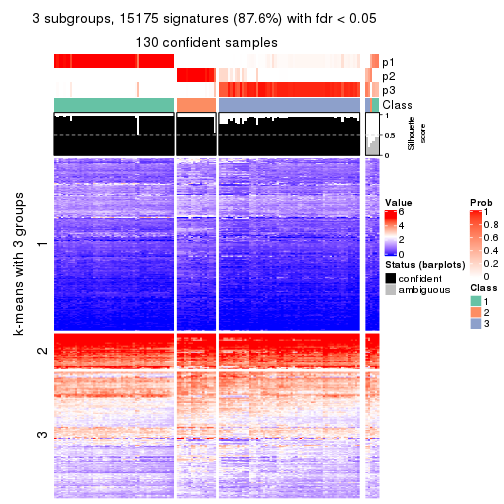 3 subgroups, 15175 signatures (87.6%) with fdr < 0.05
130 confident samples
p1
p2
p3
Class
1
0.5
0
Silhouette
score
k-means with 3 groups
1
2
3
Value
6
4
2
0
Status (barplots)
confident
ambiguous
Prob
1
0.8
0.6
0.4
0.2
0
Class
1
2
3